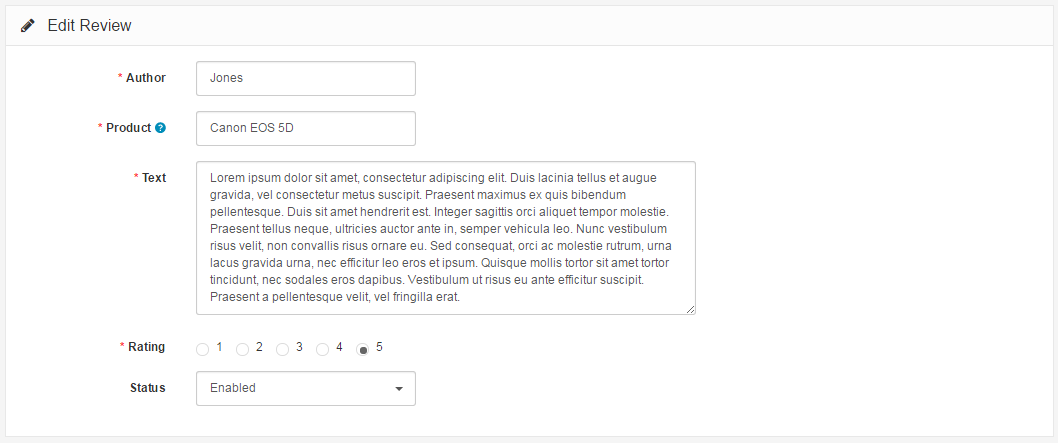 Edit Review
* Author
Jones
* Product
Canon EOS 5D
* Text
Lorem ipsum dolor sit amet, consectetur adipiscing elit. Duis lacinia tellus et augue
gravida, vel consectetur metus suscipit. Praesent maximus ex quis bibendum
pellentesque. Duis sit amet hendrerit est. Integer sagittis orci aliquet tempor molestie.
Praesent tellus neque, ultricies auctor ante in, semper vehicula leo. Nunc vestibulum
risus velit, non convallis risus ornare eu. Sed consequat, orci ac molestie rutrum, urna
lacus gravida urna, nec efficitur leo eros et ipsum. Quisque mollis tortor sit amet tortor
tincidunt, nec sodales eros dapibus. Vestibulum ut risus eu ante efficitur suscipit.
Praesent a pellentesque velit, vel fringilla erat.
* Rating
1 2 3 4 5
Status
Enabled